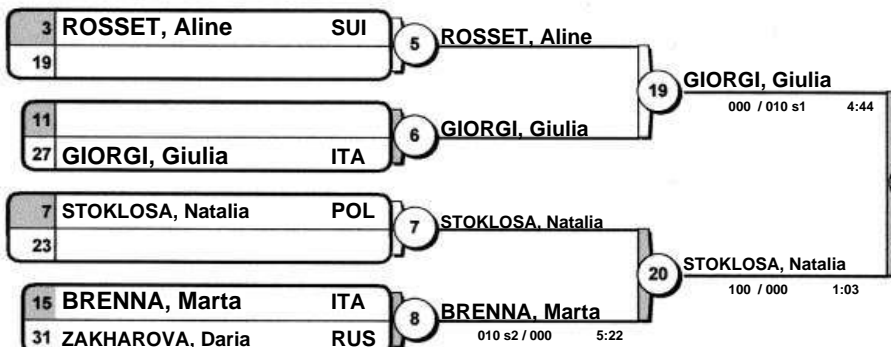 3 ROSSET, Aline SUI
19
5
ROSSET, Aline
11
27 GIORGI, Giulia ITA
6
GIORGI, Giulia
19
GIORGI, Giulia
000 / 010 s1 4:44
7 STOKLOSA, Natalia POL
23
7
STOKLOSA, Natalia
15 BRENNA, Marta ITA
31 ZAKHAROVA, Daria RUS
8
BRENNA, Marta
010 s2 / 000 5:22
20
STOKLOSA, Natalia
100 / 000 1:03